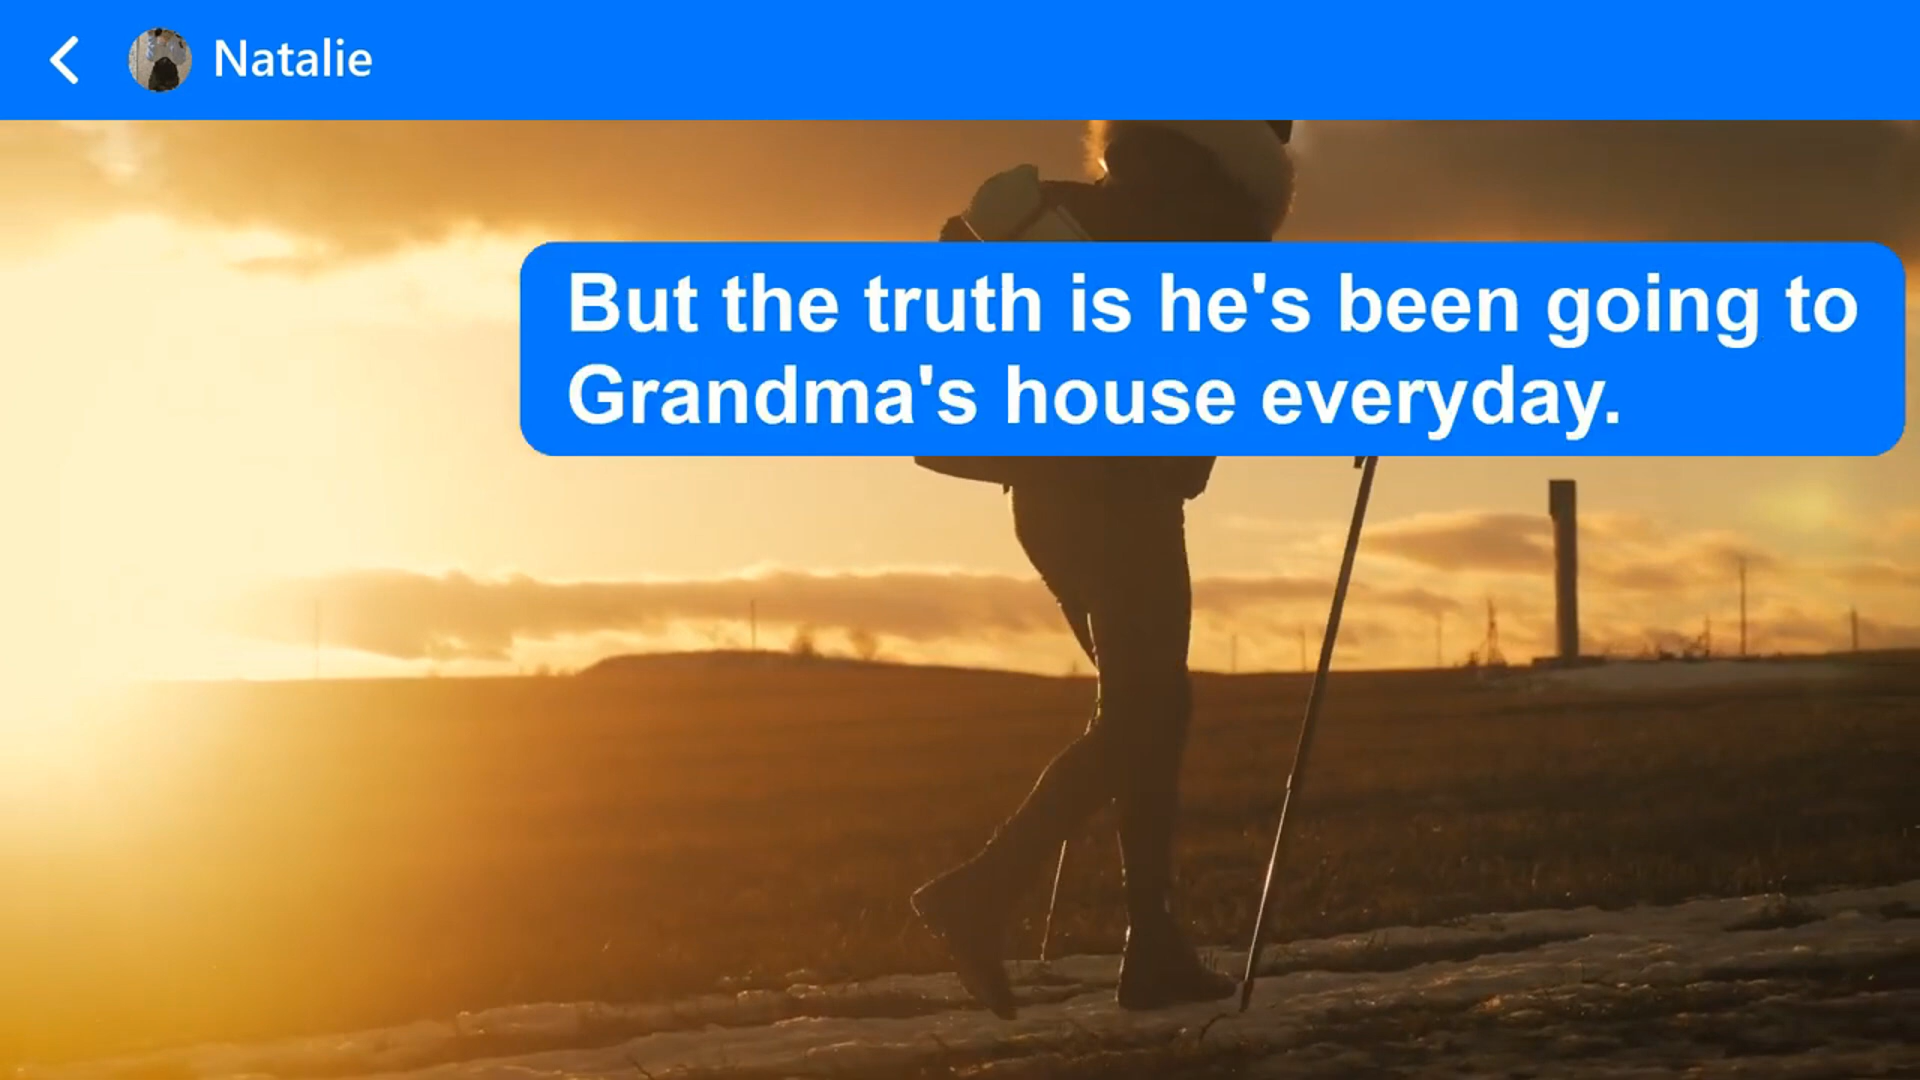 Natalie
But the truth is he's been going to
Grandma's house everyday.